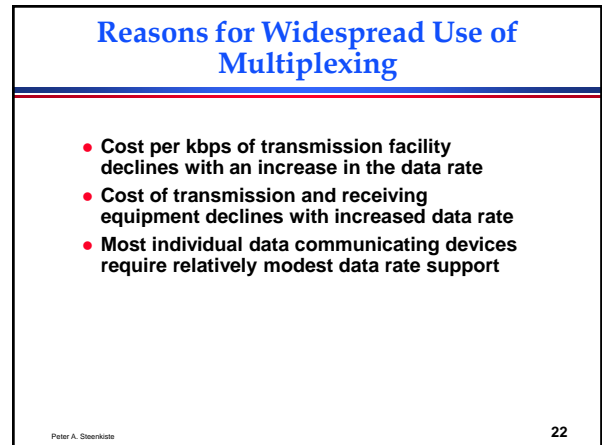 Reasons for Widespread Use of
Multiplexing
● Cost per kbps of transmission facility
declines with an increase in the data rate
● Cost of transmission and receiving
equipment declines with increased data rate
● Most individual data communicating devices
require relatively modest data rate support
Peter A. Steenkiste
22